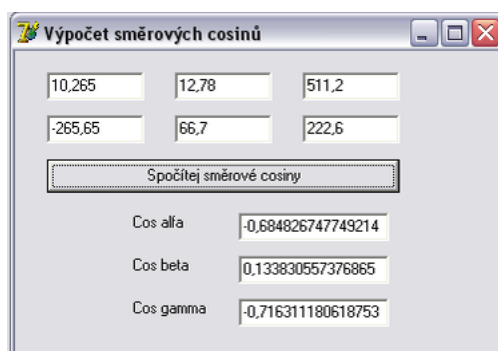 Výpočet směrových cosinů
10,265 12,78 511,2
-265,65 66,7 222,6
Spočítej směrové cosiny
Cos alfa -0,684826747749214
Cos beta 0,133830557376865
Cos gamma -0,716311180618753